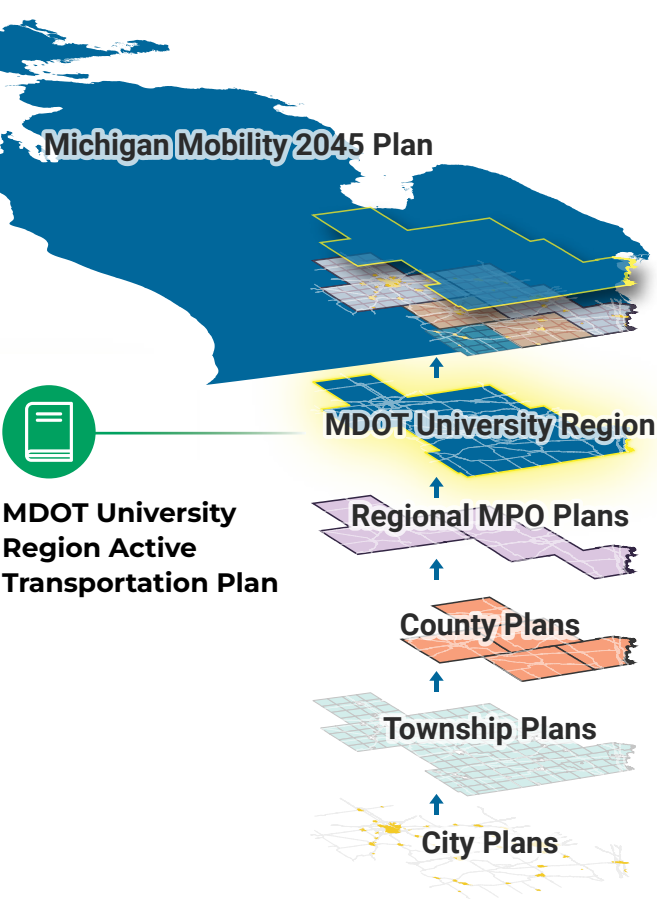 Michigan Mobility 2045 Plan
MDOT University Region
MDOT University
Region Active
Transportation Plan
Regional MPO Plans
County Plans
Township Plans
City Plans